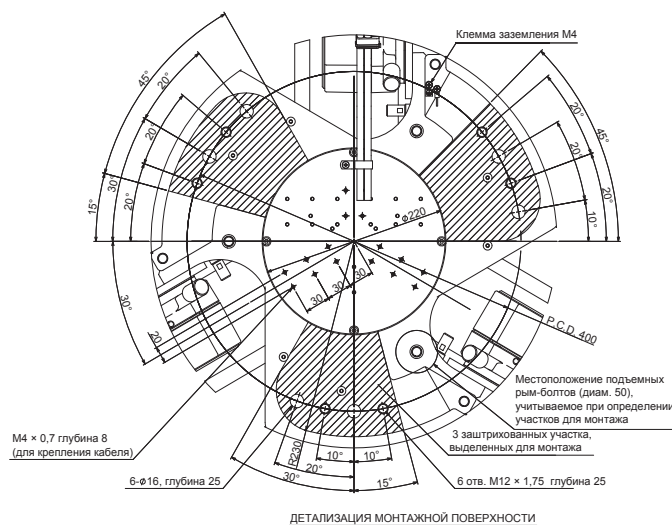 Клемма заземления M4
45°
20°
20°
15°
30°
20°
30°
20
20°
45°
20°
20°
10°
ϕ220
30
30
30
P.C.D. 400
Местоположение подъемных
рым-болтов (диам. 50),
учитываемое при определении
участков для монтажа
3 заштрихованных участка,
выделенных для монтажа
M4 × 0,7 глубина 8
(для крепления кабеля)
R230
10°
10°
20°
30°
15°
6-ϕ16, глубина 25
6 отв. M12 × 1,75 глубина 25
ДЕТАЛИЗАЦИЯ МОНТАЖНОЙ ПОВЕРХНОСТИ